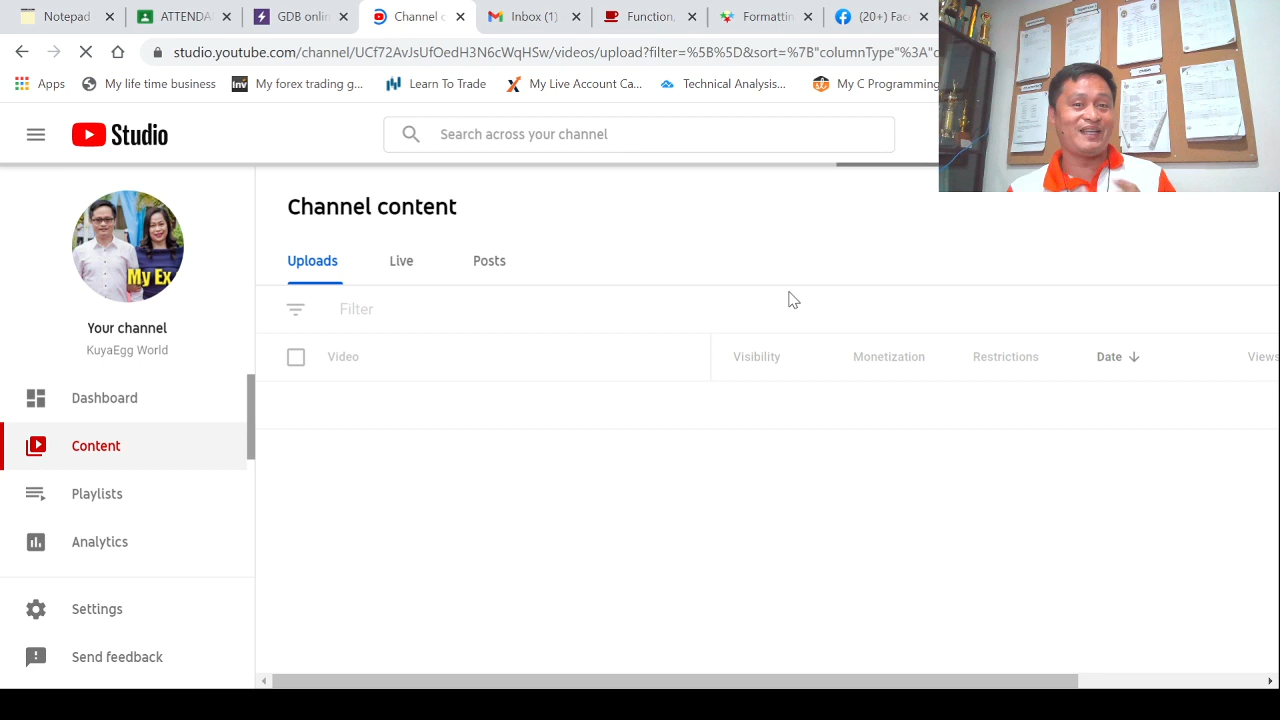 Notepad
ATTENDA
GDB onlin
Channel c
Inbox (1)
Function,
Formattin
(20+) Fac
studio.youtube.com/channel/UCf72AvJsUfOedH3N6cWqHSw/videos/upload?filter=%5B%5D&sort=%7B"columnType"%3A"d
Apps
My life time business
inv My forex trading g...
Learn to Trade
My Live Account Ca...
Technical Analysis...
My C Programming
Studio
Search across your channel
My Ex
Your channel
KuyaEgg World
Dashboard
Content
Playlists
Analytics
Settings
Send feedback
Channel content
Uploads
Live
Posts
Filter
Video
Visibility
Monetization
Restrictions
Date
Views